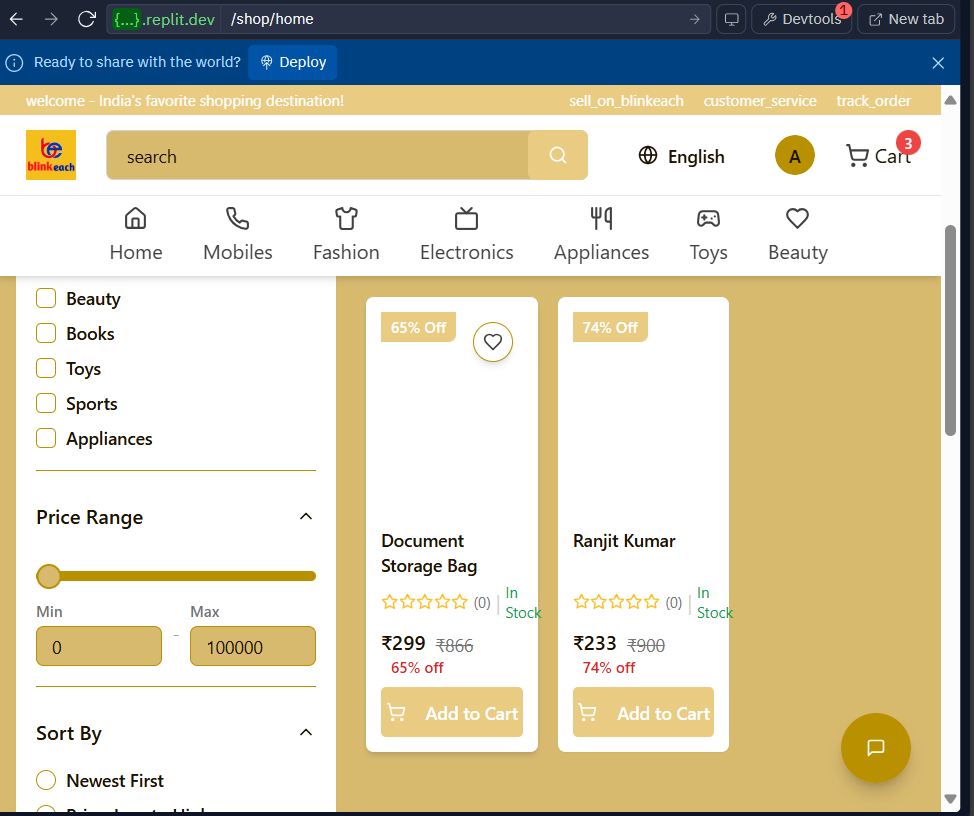 {...}.replit.dev /shop/home
Devtools 1 New tab
Ready to share with the world? Deploy
welcome - India's favorite shopping destination! sell_on_blinkeach customer_service track_order
be
blinkeach
search English A Cart 3
Home Mobiles Fashion Electronics Appliances Toys Beauty
Beauty
Books
Toys
Sports
Appliances
Price Range
Min Max
0 - 100000
Sort By
Newest First
65% Off
Document
Storage Bag
(0) | In
Stock
₹299 ₹866
65% off
Add to Cart
74% Off
Ranjit Kumar
(0) | In
Stock
₹233 ₹900
74% off
Add to Cart